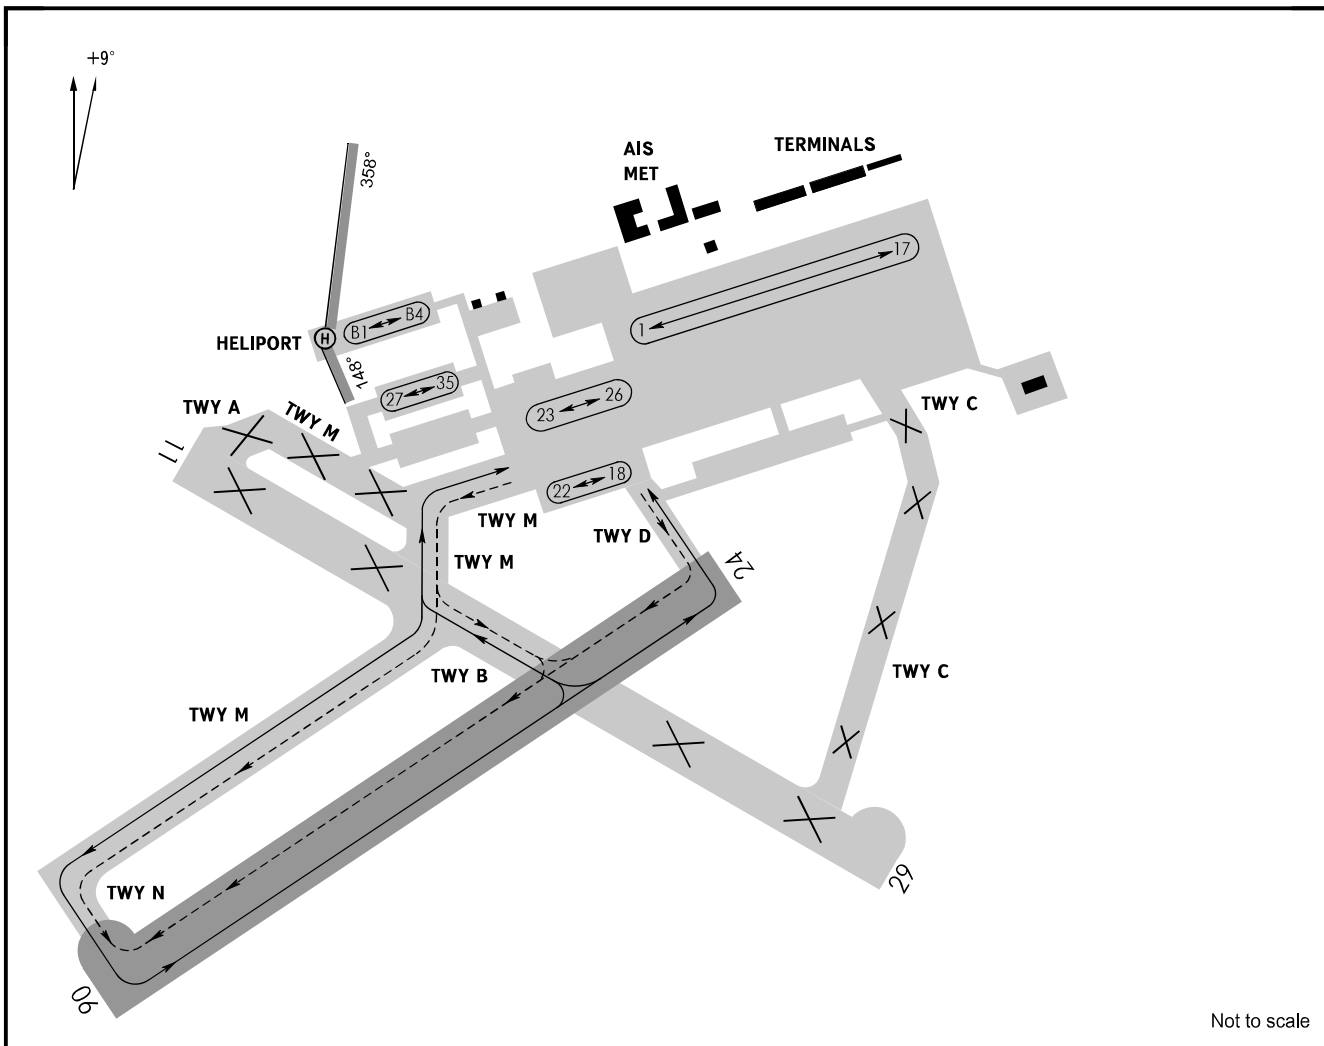 +9°
AIS
MET
TERMINALS
358°
17
B1
B4
1
HELIPORT
H
148°
27
35
23
26
TWY A
TWY M
TWY C
11
22
18
TWY M
TWY D
TWY M
24
TWY B
TWY C
TWY M
29
TWY N
06
Not to scale